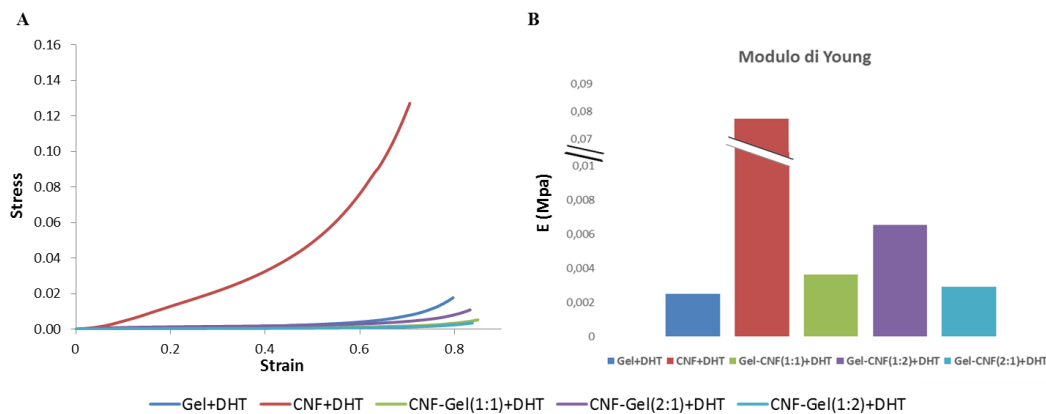 A
0.16
0.14
0.12
0.10
0.08
0.06
0.04
0.02
0.00
Stress
0 0.2 0.4 0.6 0.8
Strain
B
Modulo di Young
0,09
0,08
0,07
0,01
0,008
0,006
0,004
0,002
0
E (Mpa)
Gel+DHT CNF+DHT Gel-CNF(1:1)+DHT Gel-CNF(1:2)+DHT Gel-CNF(2:1)+DHT
Gel+DHT CNF+DHT CNF-Gel(1:1)+DHT CNF-Gel(2:1)+DHT CNF-Gel(1:2)+DHT